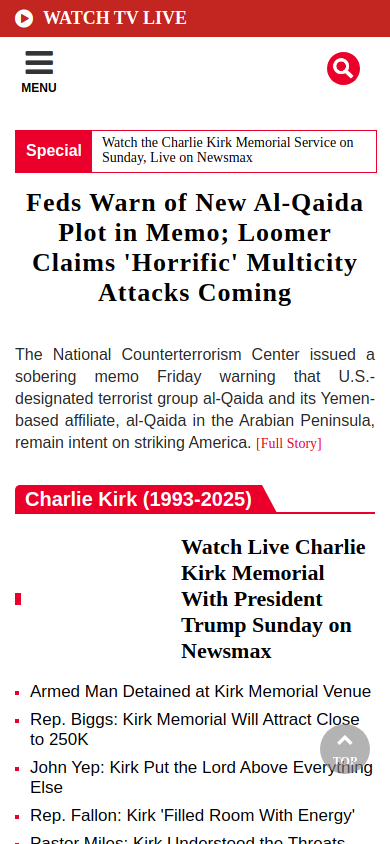 WATCH TV LIVE
MENU
Special
Watch the Charlie Kirk Memorial Service on
Sunday, Live on Newsmax
Feds Warn of New Al-Qaida
Plot in Memo; Loomer
Claims 'Horrific' Multicity
Attacks Coming
The National Counterterrorism Center issued a
sobering memo Friday warning that U.S.-
designated terrorist group al-Qaida and its Yemen-
based affiliate, al-Qaida in the Arabian Peninsula,
remain intent on striking America. [Full Story]
Charlie Kirk (1993-2025)
Watch Live Charlie
Kirk Memorial
With President
Trump Sunday on
Newsmax
Armed Man Detained at Kirk Memorial Venue
Rep. Biggs: Kirk Memorial Will Attract Close
to 250K
John Yep: Kirk Put the Lord Above Everything
Else
TOP
Rep. Fallon: Kirk 'Filled Room With Energy'
Pastor Miles: Kirk Understood the Threats